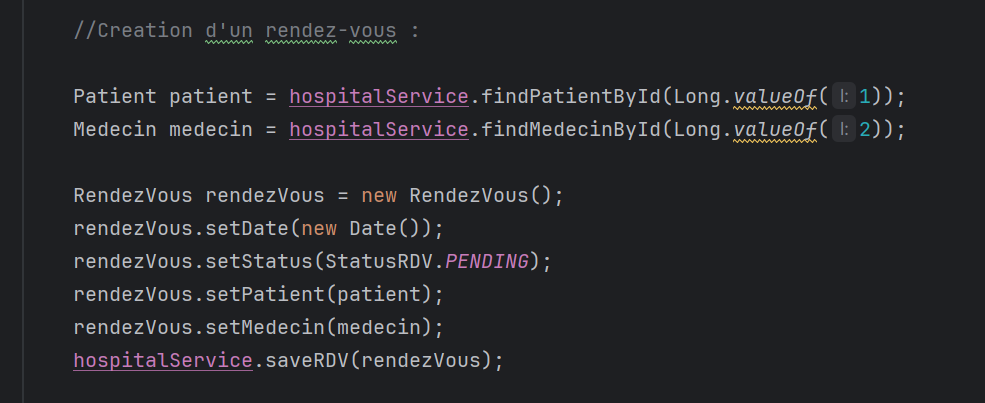 //Creation d'un rendez-vous :
Patient patient = hospitalService.findPatientById(Long.valueOf( l: 1));
Medecin medecin = hospitalService.findMedecinById(Long.valueOf( l: 2));
RendezVous rendezVous = new RendezVous();
rendezVous.setDate(new Date());
rendezVous.setStatus(StatusRDV.PENDING);
rendezVous.setPatient(patient);
rendezVous.setMedecin(medecin);
hospitalService.saveRDV(rendezVous);